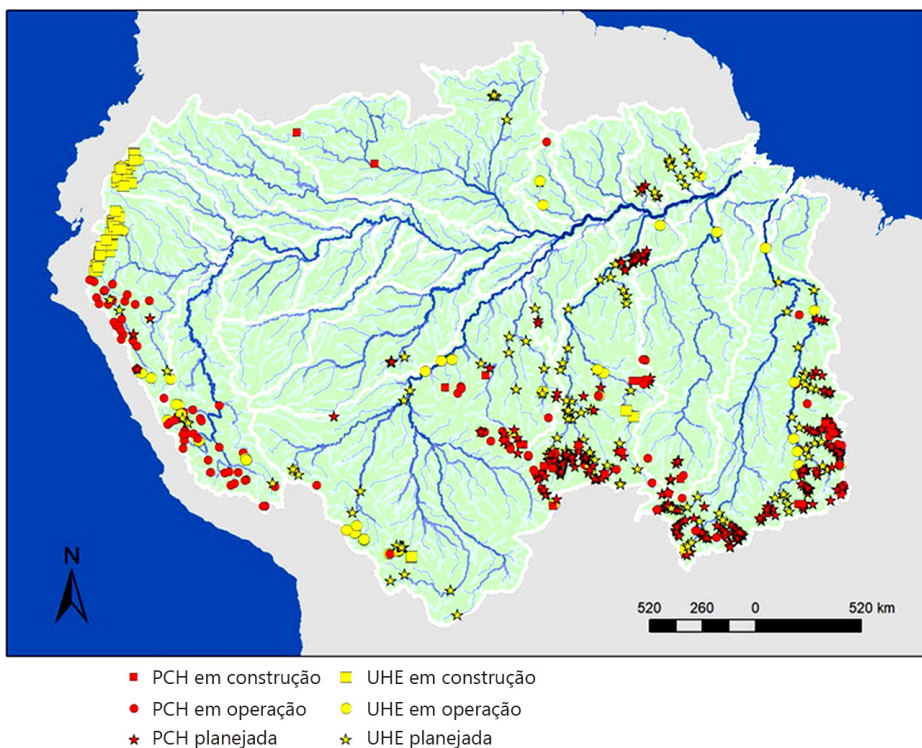 N
520 260 0 520 km
PCH em construção UHE em construção
PCH em operação UHE em operação
PCH planejada UHE planejada